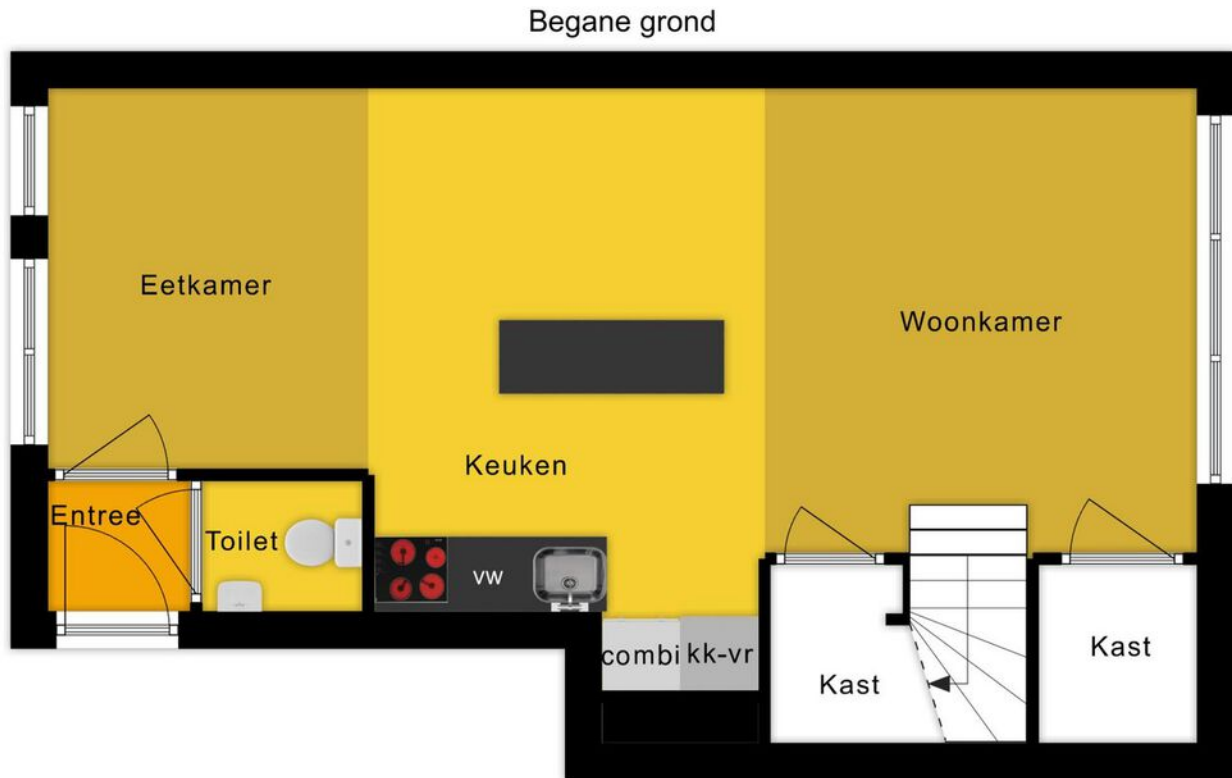 Begane grond
Eetkamer
Woonkamer
Keuken
Entree
Toilet
vw
combi
kk-vr
Kast
Kast